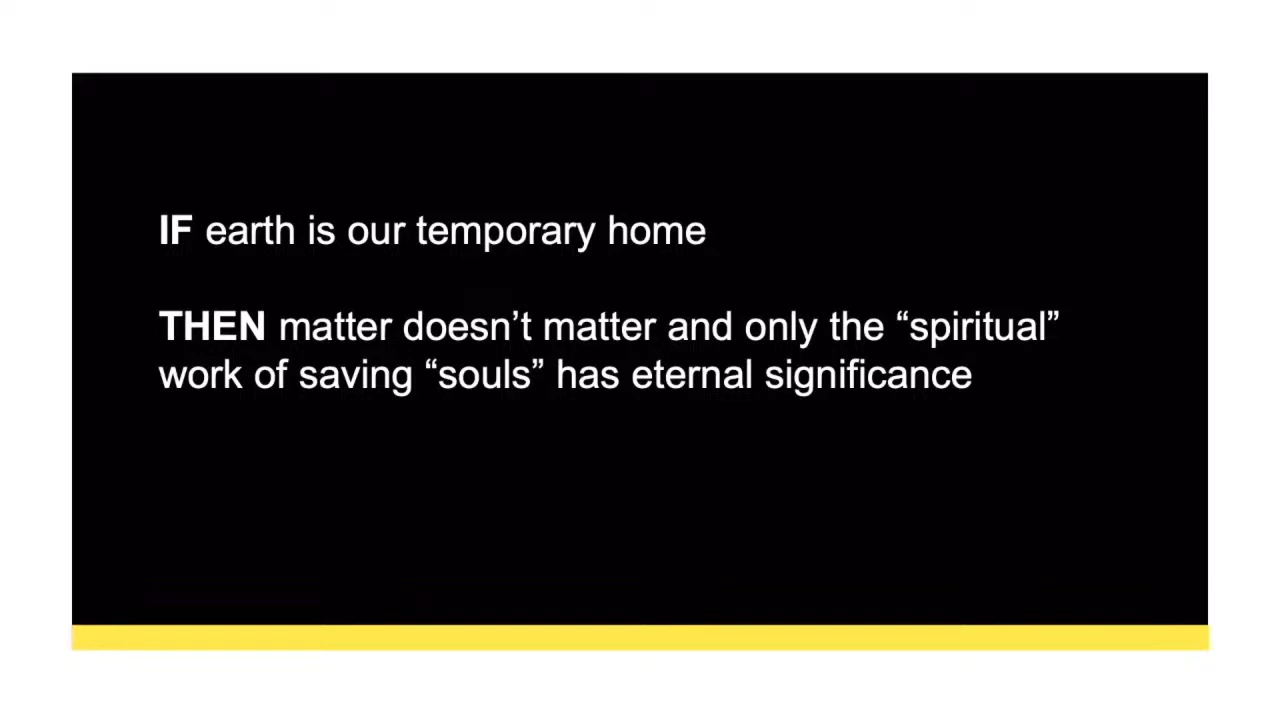 IF earth is our temporary home
THEN matter doesn’t matter and only the “spiritual”
work of saving “souls” has eternal significance